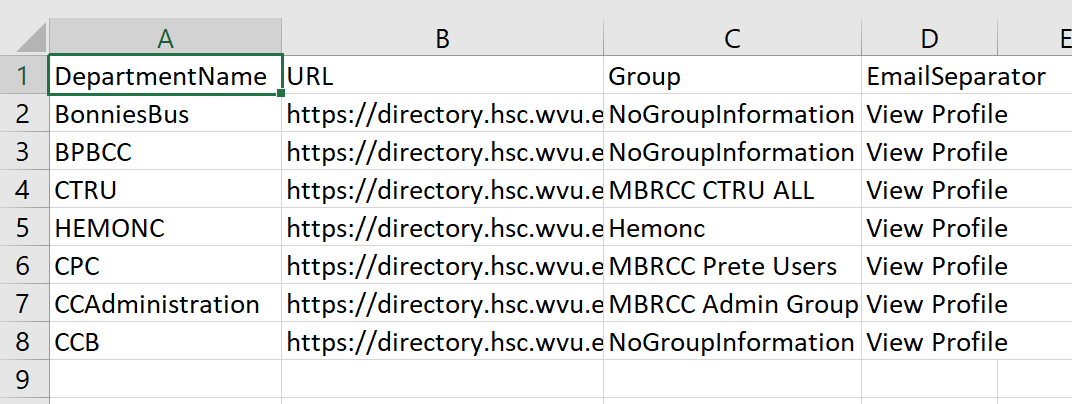 A B C D E
1 DepartmentName URL Group EmailSeparator
2 BonniesBus https://directory.hsc.wvu.e NoGroupInformation View Profile
3 BPBCC https://directory.hsc.wvu.e NoGroupInformation View Profile
4 CTRU https://directory.hsc.wvu.e MBRCC CTRU ALL View Profile
5 HEMONC https://directory.hsc.wvu.e Hemonc View Profile
6 CPC https://directory.hsc.wvu.e MBRCC Prete Users View Profile
7 CCAdministration https://directory.hsc.wvu.e MBRCC Admin Group View Profile
8 CCB https://directory.hsc.wvu.e NoGroupInformation View Profile
9